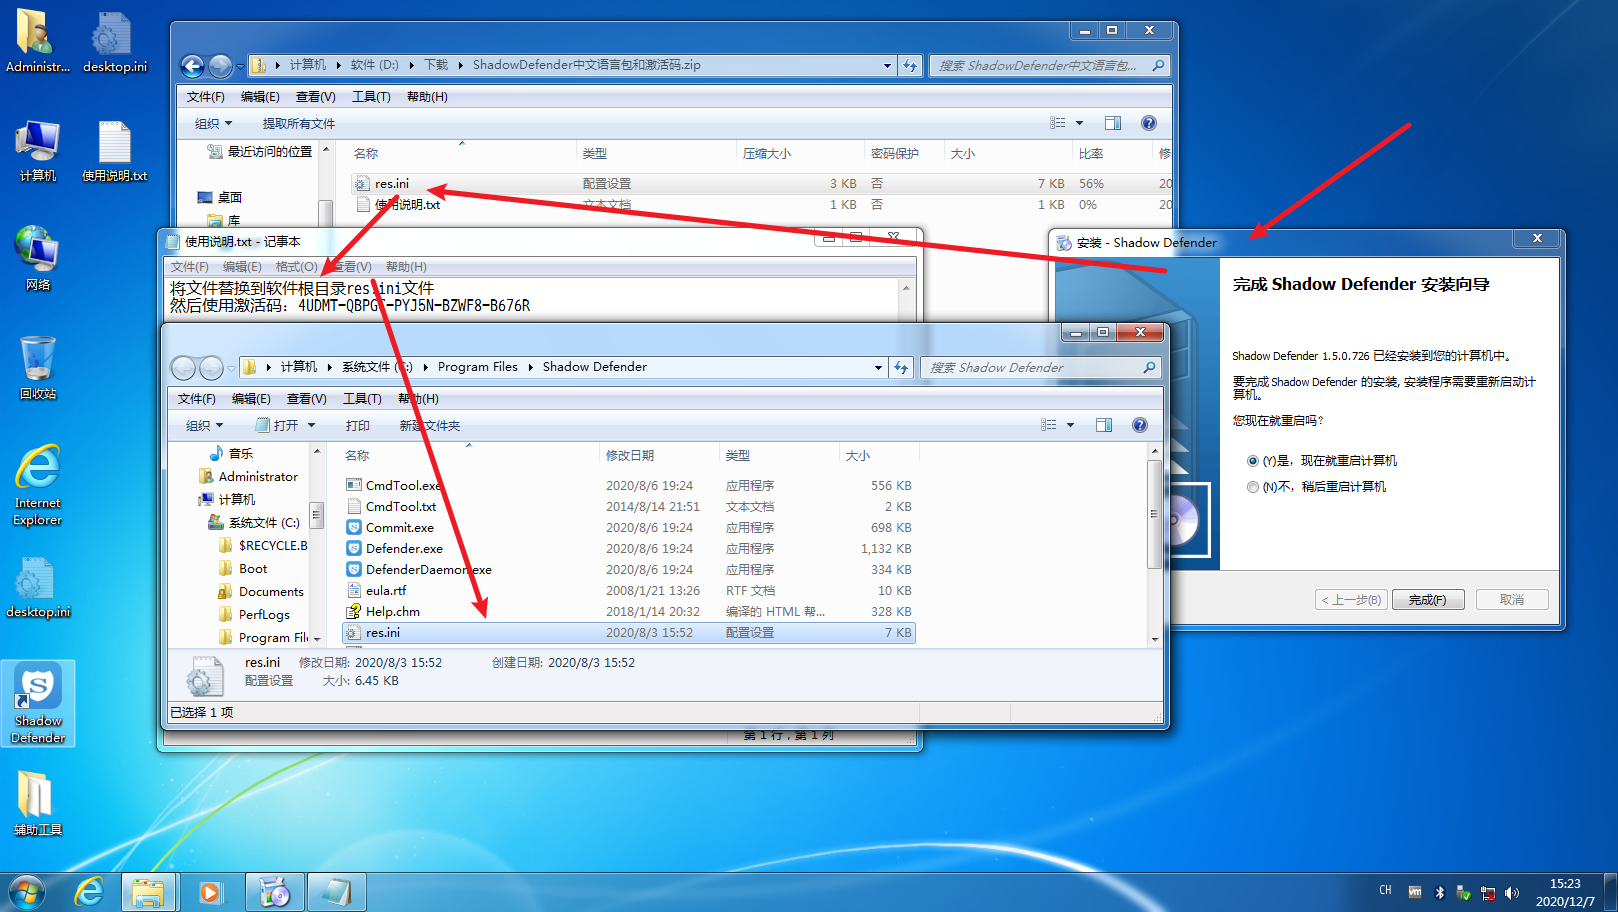 Administr...
desktop.ini
计算机
使用说明.txt
网络
回收站
Internet
Explorer
desktop.ini
Shadow
Defender
辅助工具
计算机
软件 (D:)
下载
ShadowDefender中文语言包和激活码.zip
搜索 ShadowDefender中文语言包...
文件(F) 编辑(E) 查看(V) 工具(T) 帮助(H)
组织 提取所有文件
最近访问的位置
桌面
库
名称 类型 压缩大小 密码保护 大小 比率 修
res.ini 配置设置 3 KB 否 7 KB 56% 20
使用说明.txt 文本文档 1 KB 否 1 KB 0% 20
使用说明.txt - 记事本
文件(F) 编辑(E) 格式(O) 查看(V) 帮助(H)
将文件替换到软件根目录res.ini文件
然后使用激活码：4UDMT-QBPGF-PYJ5N-BZWF8-B676R
第 1 行，第 1 列
计算机 系统文件 (C:) Program Files Shadow Defender
搜索 Shadow Defender
文件(F) 编辑(E) 查看(V) 工具(T) 帮助(H)
组织 打开 打印 新建文件夹
音乐
Administrator
计算机
系统文件 (C:)
$RECYCLE.B
Boot
Documents
PerfLogs
Program Fil
名称 修改日期 类型 大小
CmdTool.exe 2020/8/6 19:24 应用程序 556 KB
CmdTool.txt 2014/8/14 21:51 文本文档 2 KB
Commit.exe 2020/8/6 19:24 应用程序 698 KB
Defender.exe 2020/8/6 19:24 应用程序 1,132 KB
DefenderDaemon.exe 2020/8/6 19:24 应用程序 334 KB
eula.rtf 2008/1/21 13:26 RTF 文档 10 KB
Help.chm 2018/1/14 20:32 编译的 HTML 帮... 328 KB
res.ini 2020/8/3 15:52 配置设置 7 KB
res.ini 修改日期: 2020/8/3 15:52 创建日期: 2020/8/3 15:52
配置设置 大小: 6.45 KB
已选择 1 项
安装 - Shadow Defender
完成 Shadow Defender 安装向导
Shadow Defender 1.5.0.726 已经安装到您的计算机中。
要完成 Shadow Defender 的安装, 安装程序需要重新启动计
算机。
您现在就重启吗?
(Y)是，现在就重启计算机
(N)不，稍后重启计算机
< 上一步(B) 完成(F) 取消
CH
vm
15:23
2020/12/7